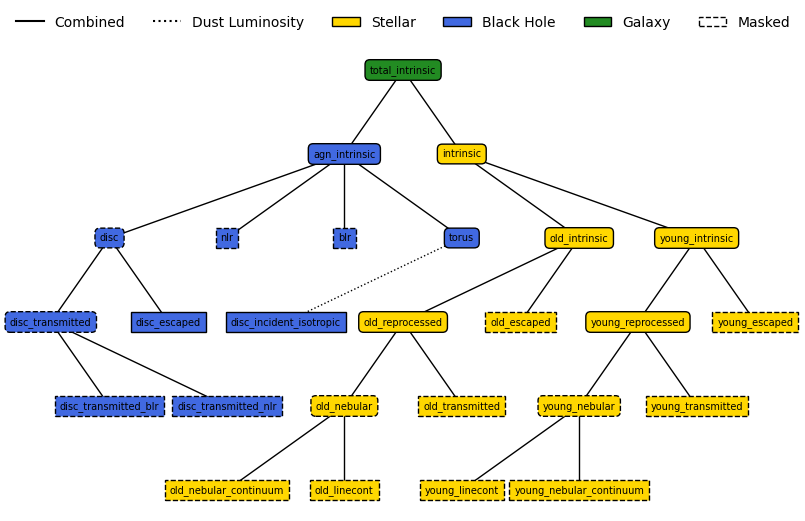 Combined Dust Luminosity Stellar Black Hole Galaxy Masked
total_intrinsic
agn_intrinsic intrinsic
disc nlr blr torus old_intrinsic young_intrinsic
disc_transmitted disc_escaped disc_incident_isotropic old_reprocessed old_escaped young_reprocessed young_escaped
disc_transmitted_blr disc_transmitted_nlr old_nebular old_transmitted young_nebular young_transmitted
old_nebular_continuum old_linecont young_linecont young_nebular_continuum